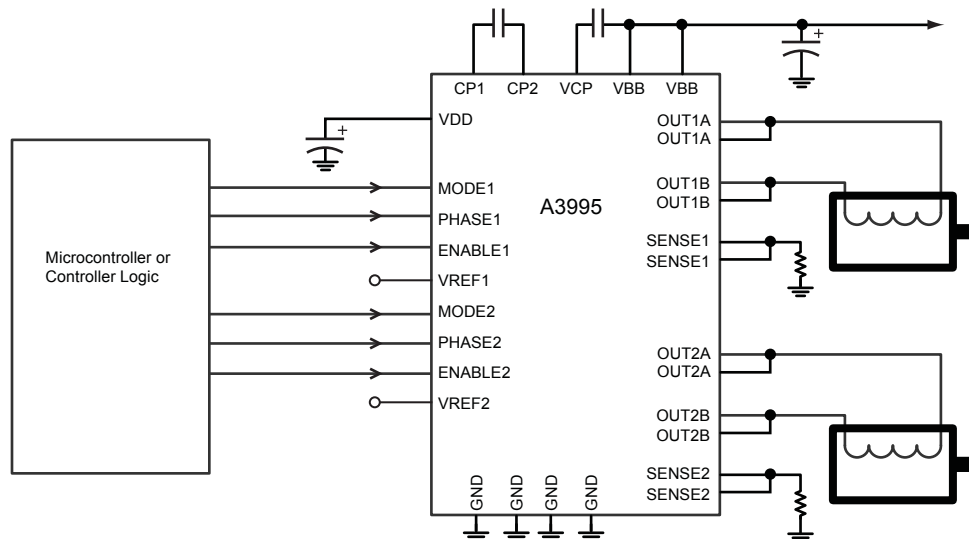 CP1 CP2 VCP VBB VBB
VDD
OUT1A
OUT1A
MODE1
OUT1B
PHASE1
OUT1B
A3995
ENABLE1
SENSE1
Microcontroller or
Controller Logic
SENSE1
VREF1
MODE2
PHASE2
OUT2A
OUT2A
ENABLE2
VREF2
OUT2B
OUT2B
SENSE2
SENSE2
GND GND GND GND
+
+